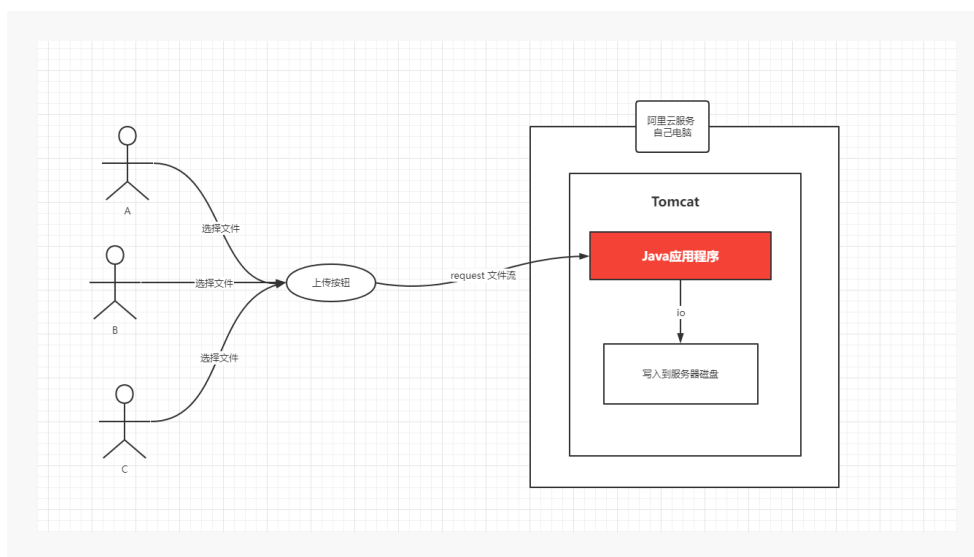 阿里云服务
自己电脑
Tomcat
A
选择文件
Java应用程序
request 文件流
选择文件
上传按钮
io
B
选择文件
写入到服务器磁盘
C